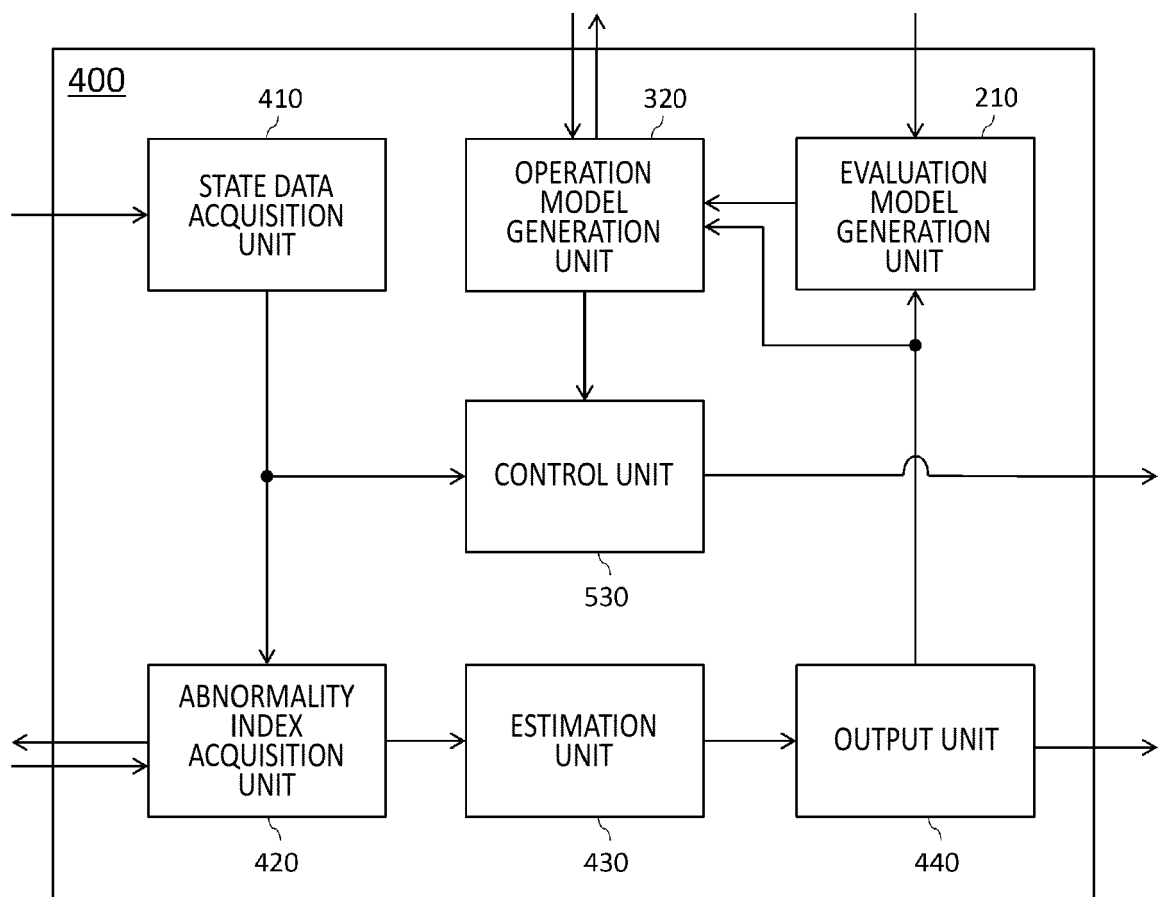 400
410
320
210
STATE DATA
ACQUISITION
UNIT
OPERATION
MODEL
GENERATION
UNIT
EVALUATION
MODEL
GENERATION
UNIT
CONTROL UNIT
530
ABNORMALITY
INDEX
ACQUISITION
UNIT
ESTIMATION
UNIT
OUTPUT UNIT
420
430
440